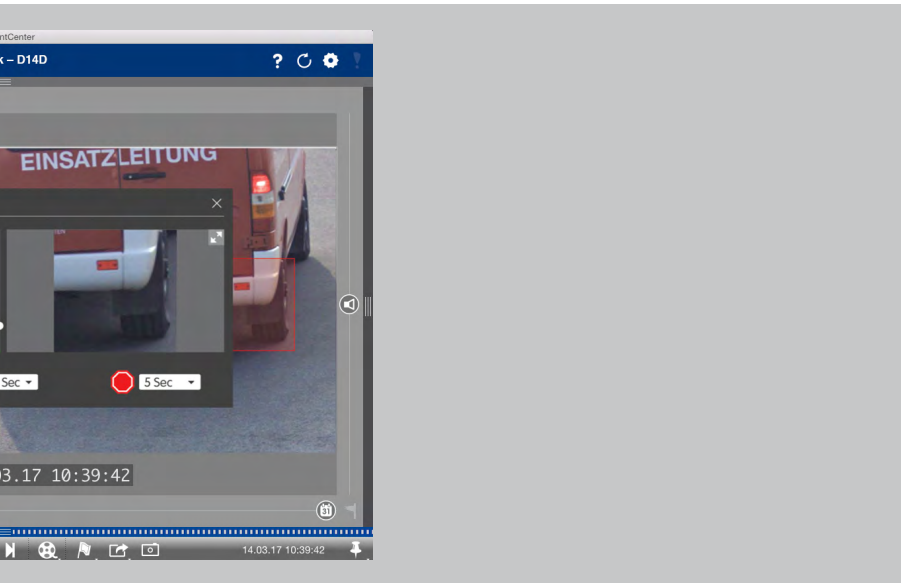 ntCenter
k – D14D
?
EINSATZLEITUNG
Sec
5 Sec
03.17 10:39:42
31
14.03.17 10:39:42